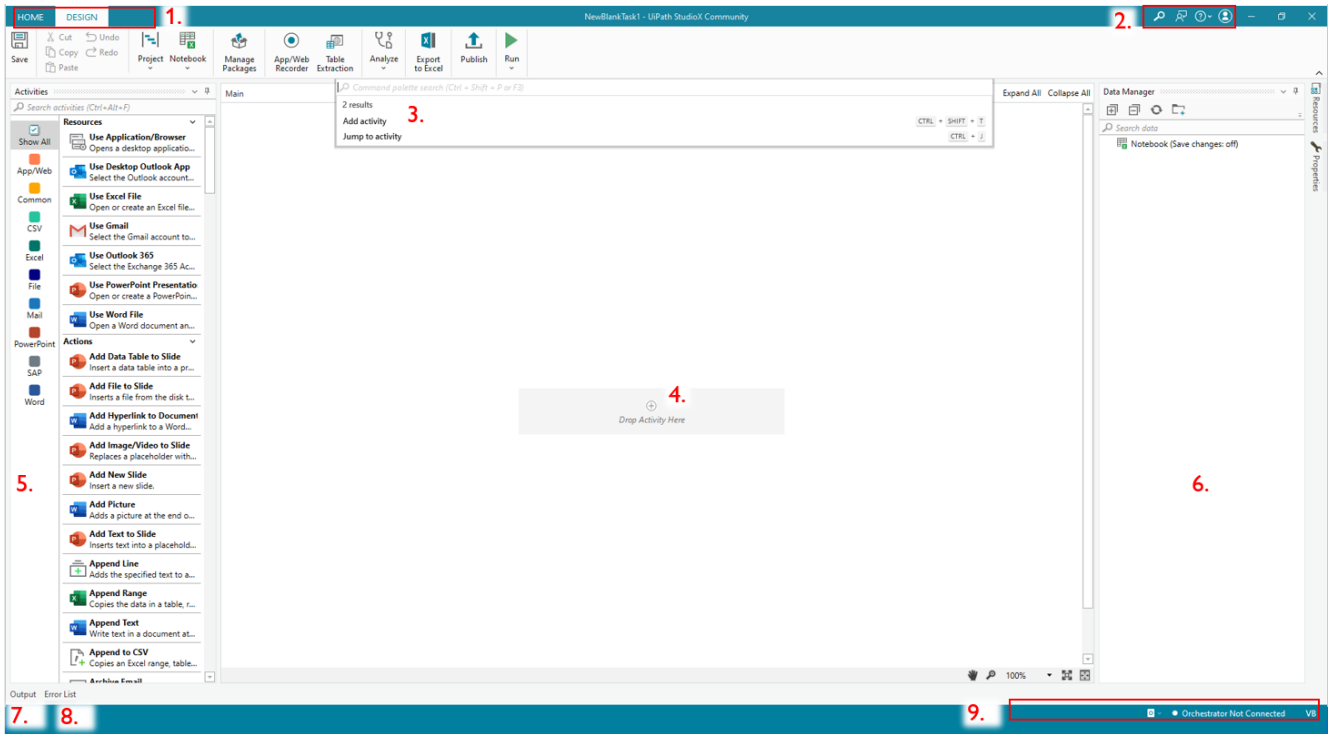 HOME DESIGN 1. NewBlankTask1 - UiPath StudioX Community 2.
Save
Cut Undo
Copy Redo
Paste
Project Notebook
Manage Packages
App/Web Recorder
Table Extraction
Analyze
Export to Excel
Publish
Run
Activities
Search activities (Ctrl+Alt+F)
Show All
App/Web
Common
CSV
Excel
File
Mail
PowerPoint
SAP
Word
5.
Resources
Use Application/Browser
Opens a desktop applicatio...
Use Desktop Outlook App
Select the Outlook account...
Use Excel File
Open or create an Excel file...
Use Gmail
Select the Gmail account to...
Use Outlook 365
Select the Exchange 365 Ac...
Use PowerPoint Presentatio
Open or create a PowerPoin...
Use Word File
Open a Word document an...
Actions
Add Data Table to Slide
Insert a data table into a pr...
Add File to Slide
Inserts a file from the disk t...
Add Hyperlink to Document
Add a hyperlink to a Word...
Add Image/Video to Slide
Replaces a placeholder with...
Add New Slide
Insert a new slide.
Add Picture
Adds a picture at the end o...
Add Text to Slide
Inserts text into a placehold...
Append Line
Adds the specified text to a...
Append Range
Copies the data in a table, r...
Append Text
Write text in a document at...
Append to CSV
Copies an Excel range, table...
Archive Email
Main
Command palette search (Ctrl + Shift + P or F3)
2 results
3.
Add activity CTRL + SHIFT + T
Jump to activity CTRL + J
Expand All Collapse All
4.
Drop Activity Here
100%
Data Manager
Search data
Notebook (Save changes: off)
6.
Resources
Properties
Output Error List
7. 8. 9.
Orchestrator Not Connected VB